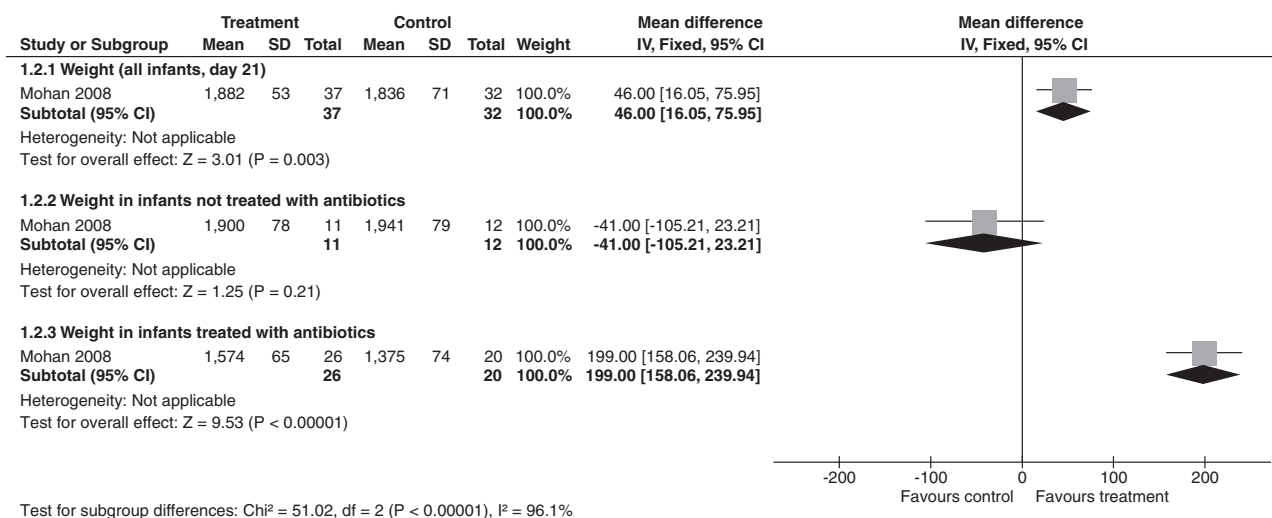 Treatment Control Mean difference Mean difference
Study or Subgroup Mean SD Total Mean SD Total Weight IV, Fixed, 95% CI IV, Fixed, 95% CI
1.2.1 Weight (all infants, day 21)
Mohan 2008 1,882 53 37 1,836 71 32 100.0% 46.00 [16.05, 75.95]
Subtotal (95% CI) 37 32 100.0% 46.00 [16.05, 75.95]
Heterogeneity: Not applicable
Test for overall effect: Z = 3.01 (P = 0.003)
1.2.2 Weight in infants not treated with antibiotics
Mohan 2008 1,900 78 11 1,941 79 12 100.0% -41.00 [-105.21, 23.21]
Subtotal (95% CI) 11 12 100.0% -41.00 [-105.21, 23.21]
Heterogeneity: Not applicable
Test for overall effect: Z = 1.25 (P = 0.21)
1.2.3 Weight in infants treated with antibiotics
Mohan 2008 1,574 65 26 1,375 74 20 100.0% 199.00 [158.06, 239.94]
Subtotal (95% CI) 26 20 100.0% 199.00 [158.06, 239.94]
Heterogeneity: Not applicable
Test for overall effect: Z = 9.53 (P < 0.00001)
-200 -100 0 100 200
Favours control Favours treatment
Test for subgroup differences: Chi² = 51.02, df = 2 (P < 0.00001), I² = 96.1%